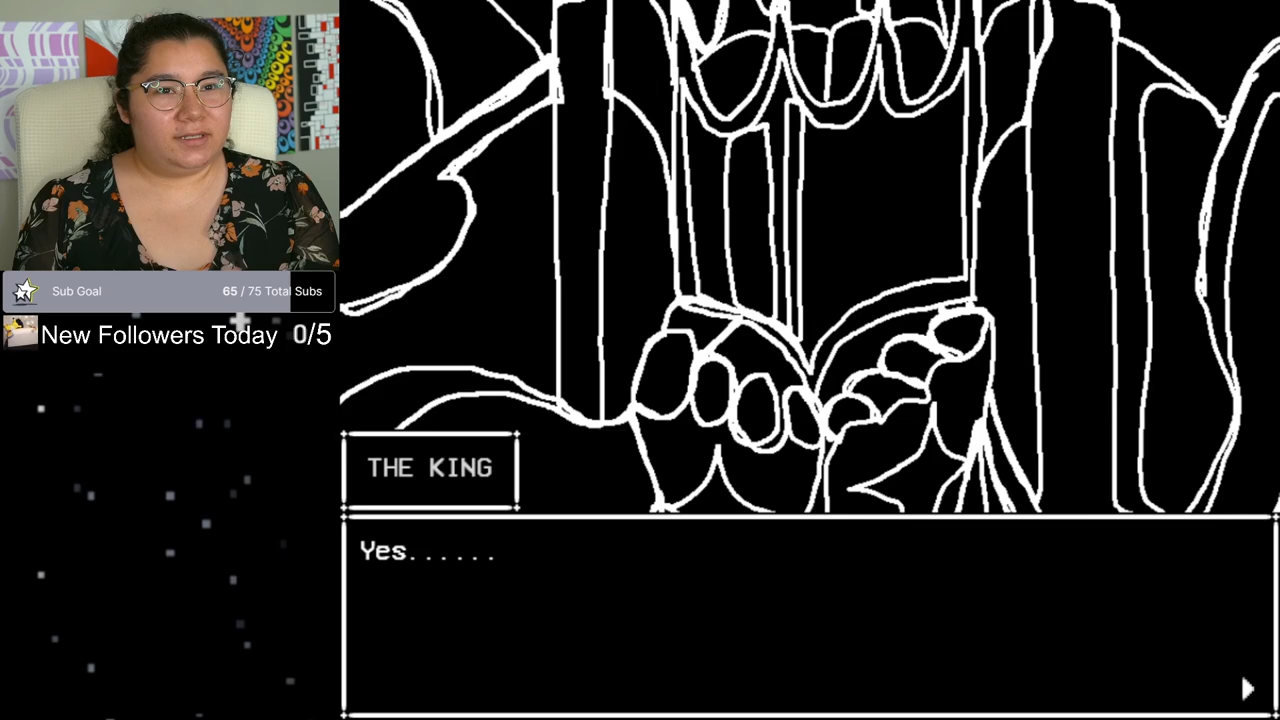 Sub Goal 65 / 75 Total Subs
New Followers Today 0/5
THE KING
Yes......